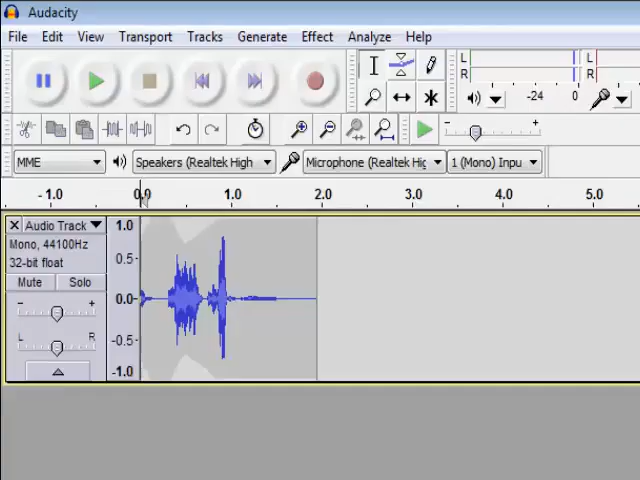 Audacity
File Edit View Transport Tracks Generate Effect Analyze Help
L
R
-24 0
L
R
MME Speakers (Realtek High Microphone (Realtek Hig 1 (Mono) Inpu
- 1.0 0.0 1.0 2.0 3.0 4.0 5.0
Audio Track
Mono, 44100Hz
32-bit float
Mute Solo
- +
L R
1.0
0.5
0.0
-0.5
-1.0